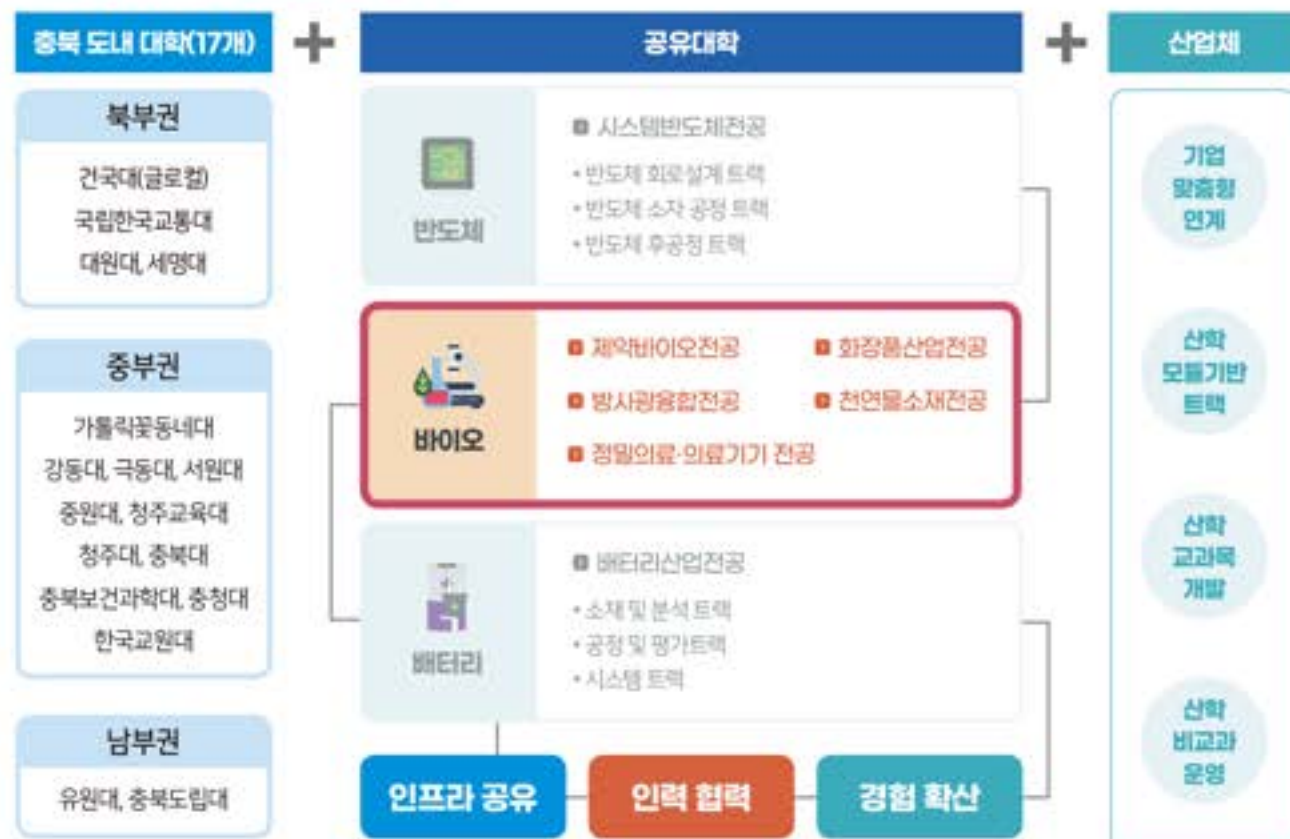 충북 도내 대학(17개)
북부권
건국대(글로컬)
국립한국교통대
대원대, 세명대
중부권
가톨릭꽃동네대
강동대, 극동대, 서원대
중원대, 청주교육대
청주대, 충북대
충북보건과학대, 충청대
한국교원대
남부권
유원대, 충북도립대
+
공유대학
반도체
시스템반도체전공
• 반도체 회로설계 트랙
• 반도체 소자 공정 트랙
• 반도체 후공정 트랙
바이오
제약바이오전공
화장품산업전공
방사광융합전공
천연물소재전공
정밀의료·의료기기 전공
배터리
배터리산업전공
• 소재 및 분석 트랙
• 공정 및 평가트랙
• 시스템 트랙
인프라 공유
인력 협력
경험 확산
+
산업체
기업
맞춤형
연계
산학
모듈기반
트랙
산학
교과목
개발
산학
비교과
운영